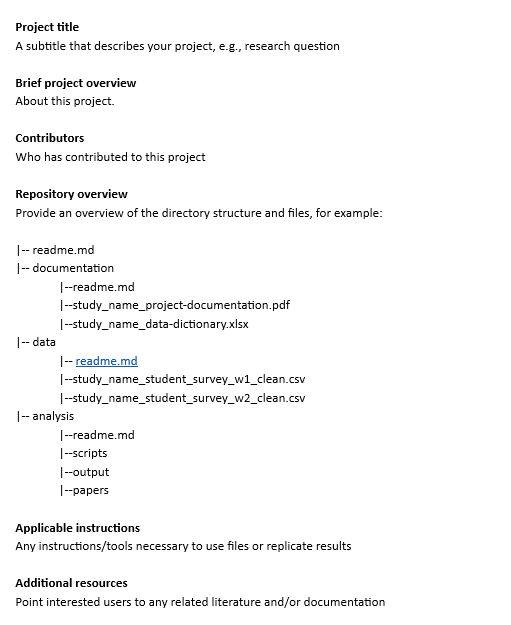 Project title
A subtitle that describes your project, e.g., research question
Brief project overview
About this project.
Contributors
Who has contributed to this project
Repository overview
Provide an overview of the directory structure and files, for example:
|-- readme.md
|-- documentation
|--readme.md
|--study_name_project-documentation.pdf
|--study_name_data-dictionary.xlsx
|-- data
|-- readme.md
|--study_name_student_survey_w1_clean.csv
|--study_name_student_survey_w2_clean.csv
|-- analysis
|--readme.md
|--scripts
|--output
|--papers
Applicable instructions
Any instructions/tools necessary to use files or replicate results
Additional resources
Point interested users to any related literature and/or documentation